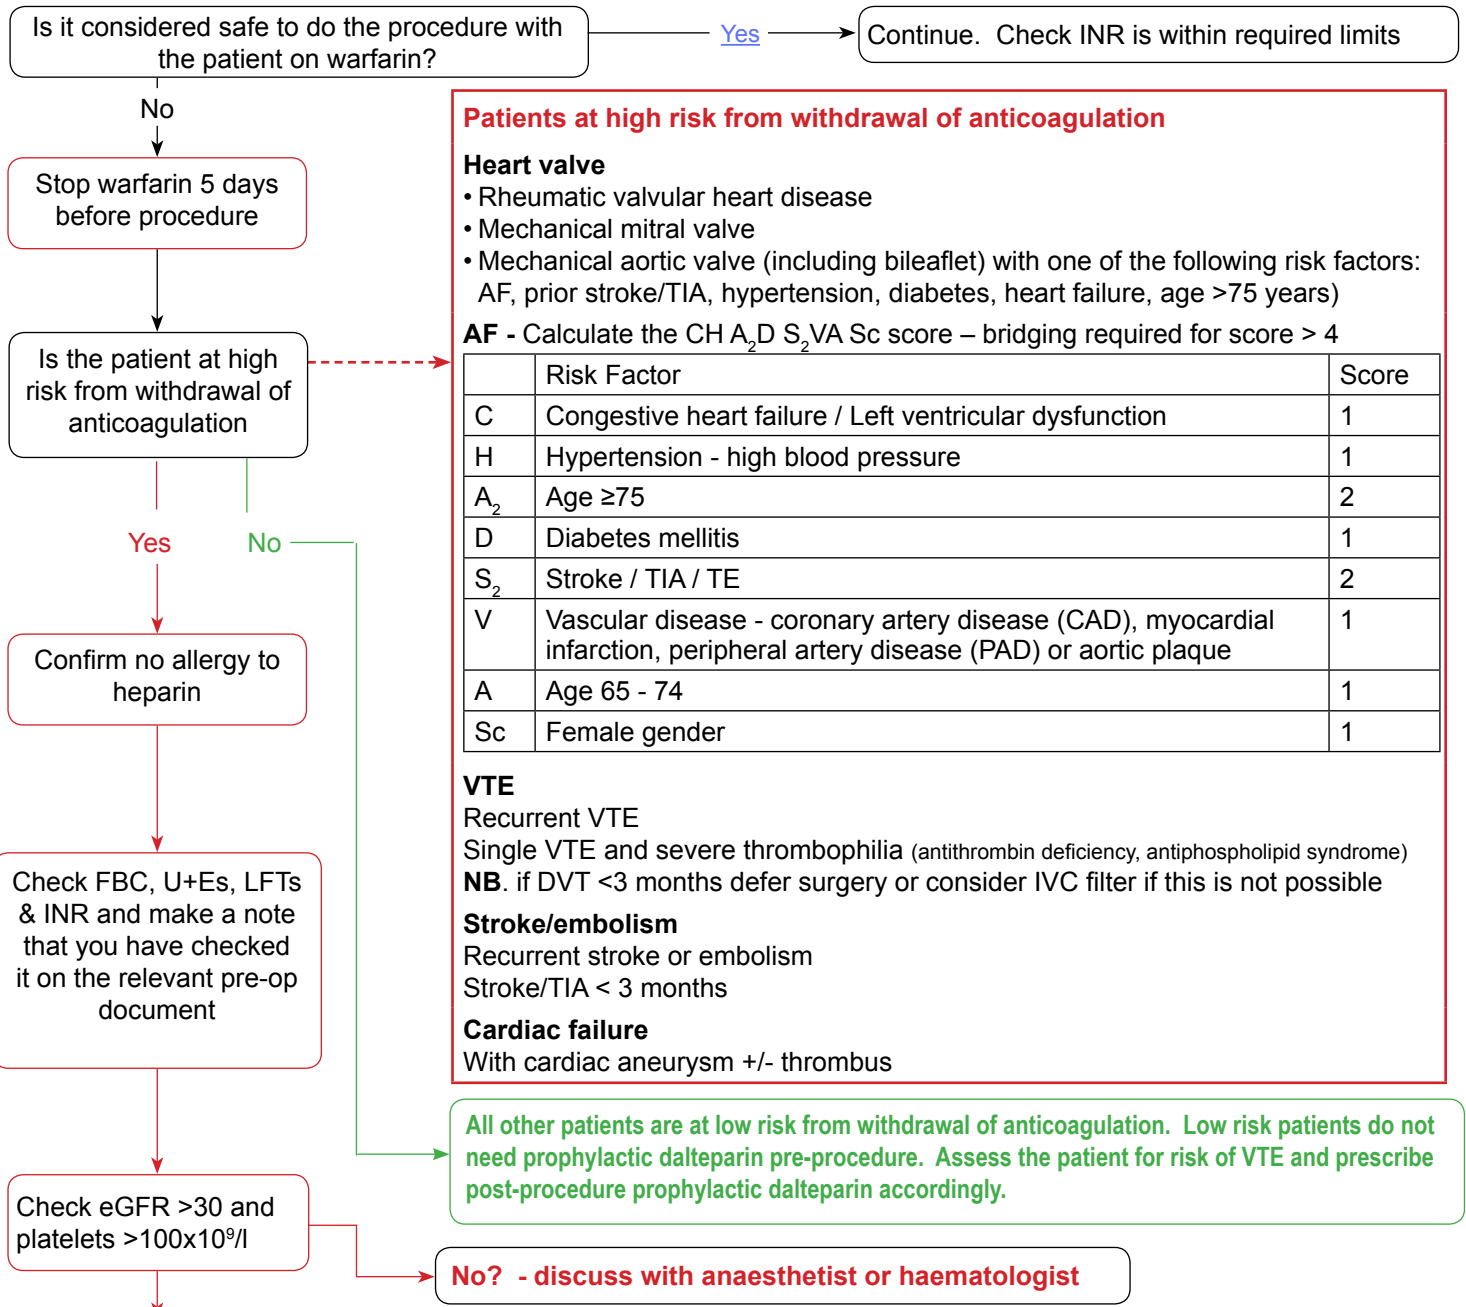 Is it considered safe to do the procedure with
the patient on warfarin?
Yes
Continue.  Check INR is within required limits
No
Stop warfarin 5 days
before procedure
Is the patient at high
risk from withdrawal of
anticoagulation
Yes
No
Confirm no allergy to
heparin
Check FBC, U+Es, LFTs
& INR and make a note
that you have checked
it on the relevant pre-op
document
Check eGFR >30 and
platelets >100x10⁹/l
Patients at high risk from withdrawal of anticoagulation
Heart valve
• Rheumatic valvular heart disease
• Mechanical mitral valve
• Mechanical aortic valve (including bileaflet) with one of the following risk factors:
AF, prior stroke/TIA, hypertension, diabetes, heart failure, age >75 years)
AF - Calculate the CH A₂D S₂VA Sc score – bridging required for score > 4
Risk Factor Score
C Congestive heart failure / Left ventricular dysfunction 1
H Hypertension - high blood pressure 1
A₂ Age ≥75 2
D Diabetes mellitis 1
S₂ Stroke / TIA / TE 2
V Vascular disease - coronary artery disease (CAD), myocardial 1
infarction, peripheral artery disease (PAD) or aortic plaque
A Age 65 - 74 1
Sc Female gender 1
VTE
Recurrent VTE
Single VTE and severe thrombophilia (antithrombin deficiency, antiphospholipid syndrome)
NB. if DVT <3 months defer surgery or consider IVC filter if this is not possible
Stroke/embolism
Recurrent stroke or embolism
Stroke/TIA < 3 months
Cardiac failure
With cardiac aneurysm +/- thrombus
All other patients are at low risk from withdrawal of anticoagulation.  Low risk patients do not
need prophylactic dalteparin pre-procedure.  Assess the patient for risk of VTE and prescribe
post-procedure prophylactic dalteparin accordingly.
No?  - discuss with anaesthetist or haematologist